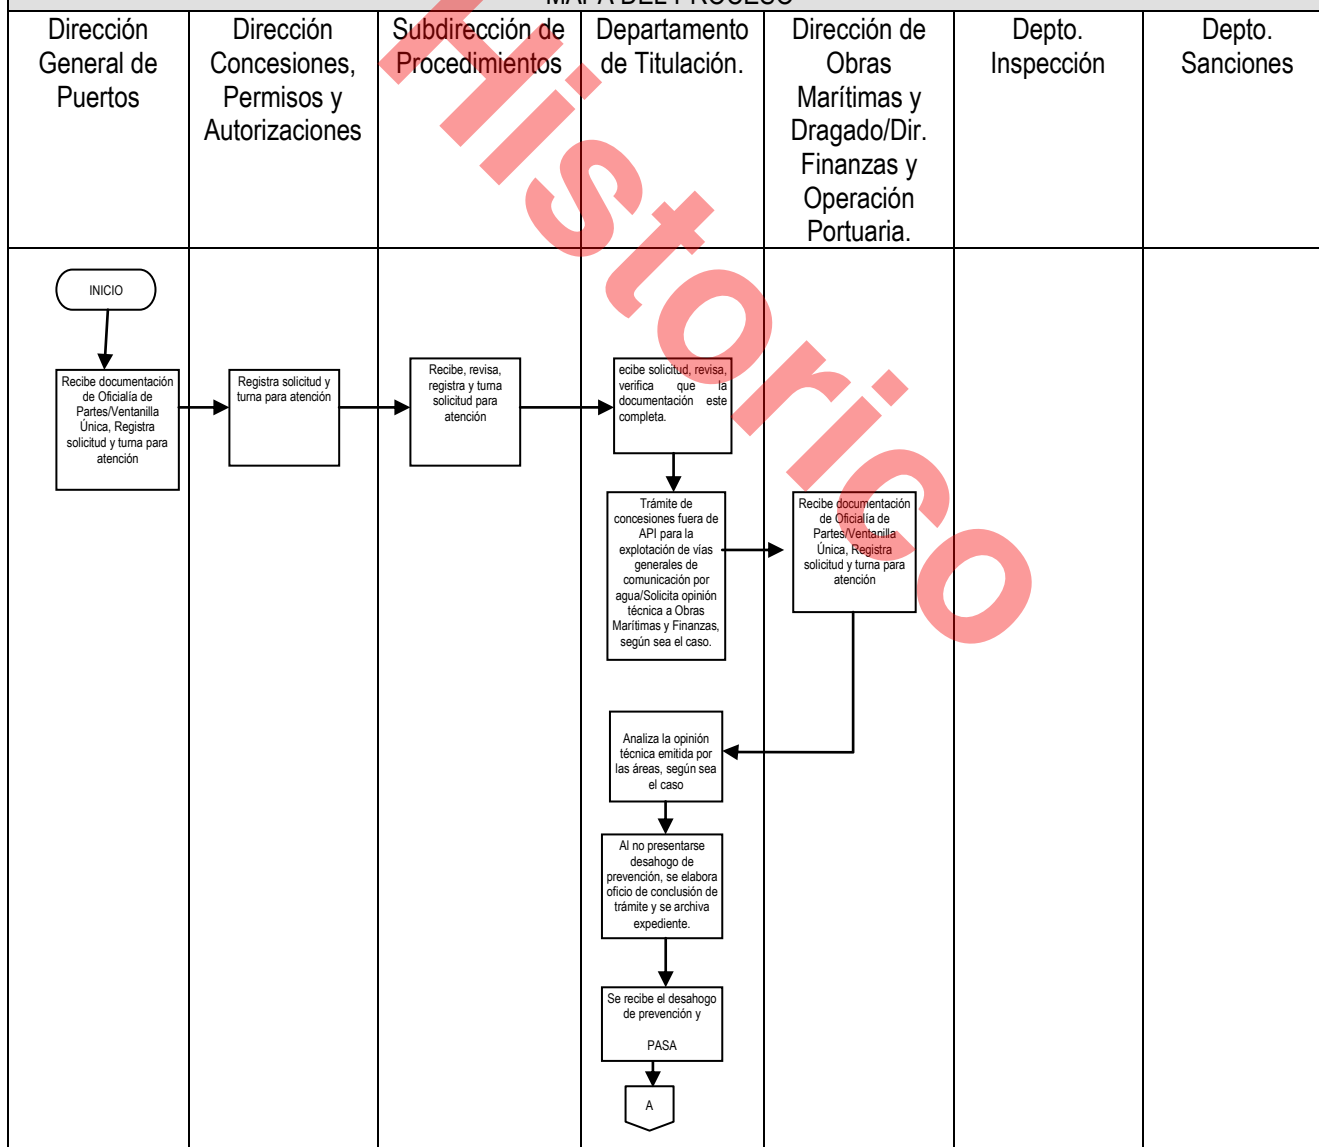 MAPA DEL PROCESO
Dirección
General de
Puertos
Dirección
Concesiones,
Permisos y
Autorizaciones
Subdirección de
Procedimientos
Departamento
de Titulación.
Dirección de
Obras
Marítimas y
Dragado/Dir.
Finanzas y
Operación
Portuaria.
Depto.
Inspección
Depto.
Sanciones
INICIO
Recibe documentación
de Oficialía de
Partes/Ventanilla
Única, Registra
solicitud y turna para
atención
Registra solicitud y
turna para atención
Recibe, revisa,
registra y turna
solicitud para
atención
ecibe solicitud, revisa,
verifica que la
documentación este
completa.
Trámite de
concesiones fuera de
API para la
explotación de vías
generales de
comunicación por
agua/Solicita opinión
técnica a Obras
Marítimas y Finanzas,
según sea el caso.
Recibe documentación
de Oficialía de
Partes/Ventanilla
Única, Registra
solicitud y turna para
atención
Analiza la opinión
técnica emitida por
las áreas, según sea
el caso
Al no presentarse
desahogo de
prevención, se elabora
oficio de conclusión de
trámite y se archiva
expediente.
Se recibe el desahogo
de prevención y
PASA
A
Historico